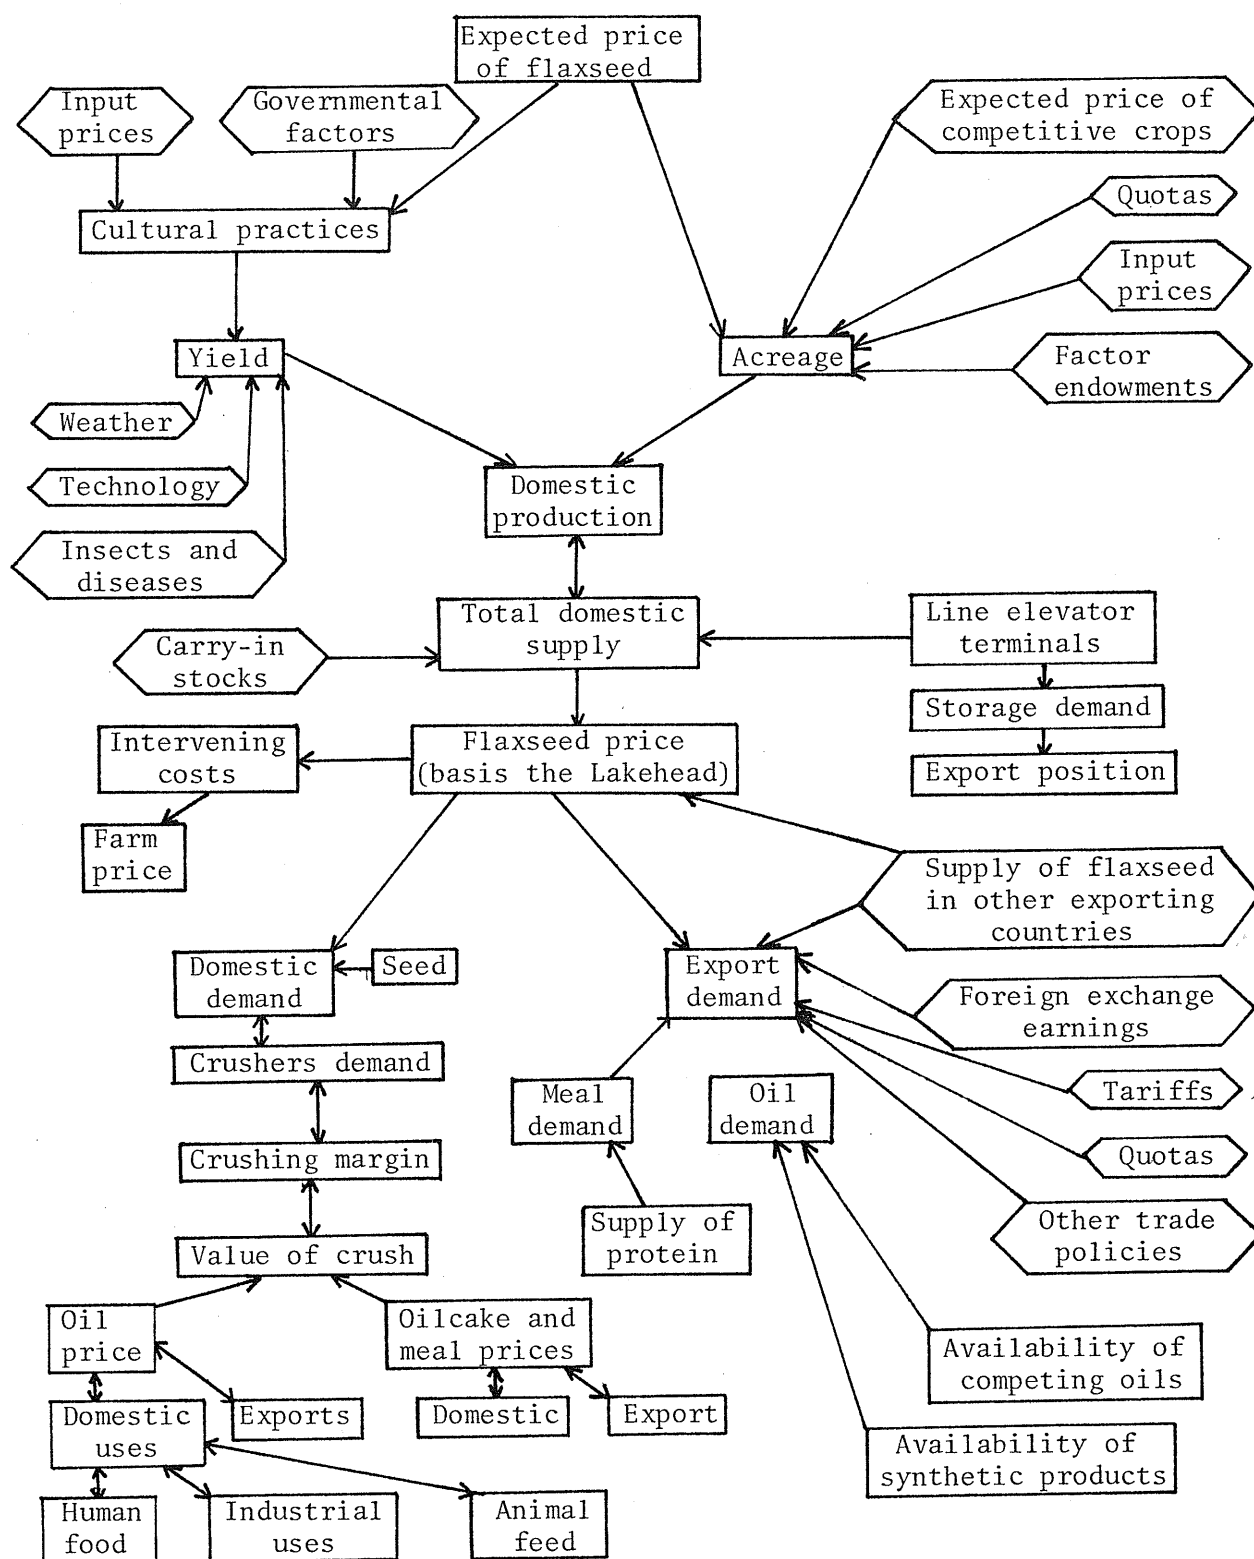 Expected price
of flaxseed
Input
prices
Governmental
factors
Expected price of
competitive crops
Quotas
Cultural practices
Input
prices
Yield
Acreage
Factor
endowments
Weather
Technology
Domestic
production
Insects and
diseases
Total domestic
supply
Line elevator
terminals
Carry-in
stocks
Storage demand
Intervening
costs
Flaxseed price
(basis the Lakehead)
Export position
Farm
price
Supply of flaxseed
in other exporting
countries
Domestic
demand
Seed
Export
demand
Foreign exchange
earnings
Crushers demand
Meal
demand
Oil
demand
Tariffs
Crushing margin
Quotas
Supply of
protein
Other trade
policies
Value of crush
Oil
price
Oilcake and
meal prices
Availability of
competing oils
Domestic
uses
Exports
Domestic
Export
Availability of
synthetic products
Human
food
Industrial
uses
Animal
feed